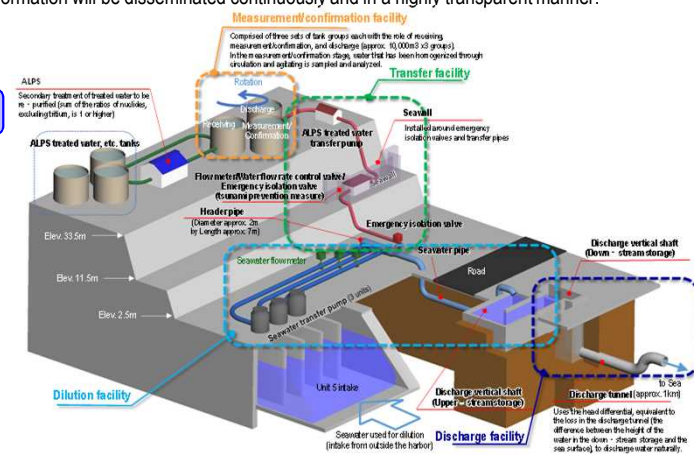 formation will be disseminated continuously and in a highly transparent manner.
Measurement/confirmation facility
Comprised of three sets of tank groups each with the role of receiving,
measurement/confirmation, and discharge (approx. 10,000m3 x3 groups).
In the measurement/confirmation stage, water that has been homogenized through
circulation and agitating is sampled and analyzed.
ALPS
Secondary treatment of treated water to be
re - purified (sum of the ratios of nuclides,
excluding tritium, is 1 or higher)
ALPS treated water, etc. tanks
Rotation
Discharge
Receiving
Measurement/
Confirmation
Transfer facility
ALPS treated water
transfer pump
Seawall
Installed around emergency
isolation valves and transfer pipes
Seawall
Flow meter/Water flow rate control valve/
Emergency isolation valve
(tsunami prevention measure)
Header pipe
(Diameter approx. 2m
by Length approx. 7m)
Emergency isolation valve
Seawater pipe
Seawater flow meter
Road
Discharge vertical shaft
(Down - stream storage)
Elev. 33.5m
Elev. 11.5m
Elev. 2.5m
Seawater transfer pump (3 units)
Dilution facility
Unit 5 intake
Seawater used for dilution
(intake from outside the harbor)
Discharge vertical shaft
(Upper - stream storage)
Discharge facility
to Sea
Discharge tunnel (approx. 1km)
Uses the head differential, equivalent to
the loss in the discharge tunnel (the
difference between the height of the
water in the down - stream storage and the
sea surface), to discharge water naturally.